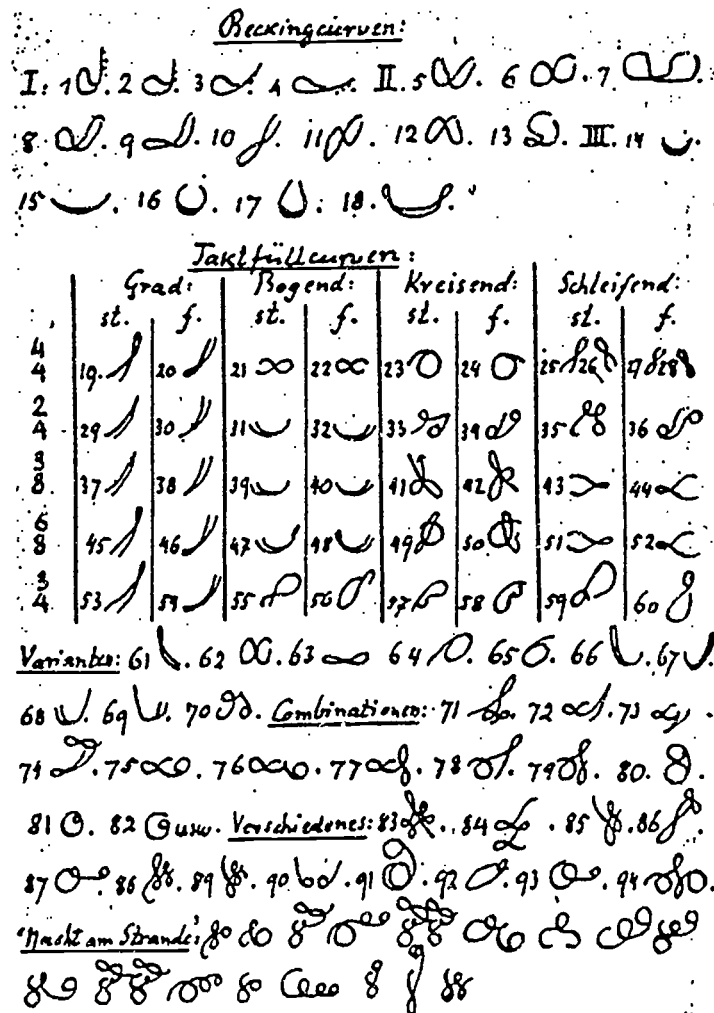 Beckingcurven:
I: 1 2 3 4 II. 5 6 7
8 9 10 11 12 13 III. 14
15 16 17 18.
Taktfüllcurven:
Grad: Bogend: Kreisend: Schleifend:
st. f. st. f. st. f. st. f.
4/4 19. 20 21 22 23 24 25 26 27 28
2/4 29 30 31 32 33 34 35 36
3/8 37 38 39 40 41 42 43 44
6/8 45 46 47 48 49 50 51 52
3/4 53 54 55 56 57 58 59 60
Varianten: 61 . 62 . 63 64 . 65 . 66 . 67 .
68 . 69 . 70 . Combinationen: 71 . 72 . 73 .
74 . 75 . 76 . 77 . 78 . 79 . 80. .
81 . 82 usw. Verschiedenes: 83 . 84 . 85 . 86
87 . 88 . 89 . 90 . 91 . 92 . 93 . 94 .
"Nacht am Strande":